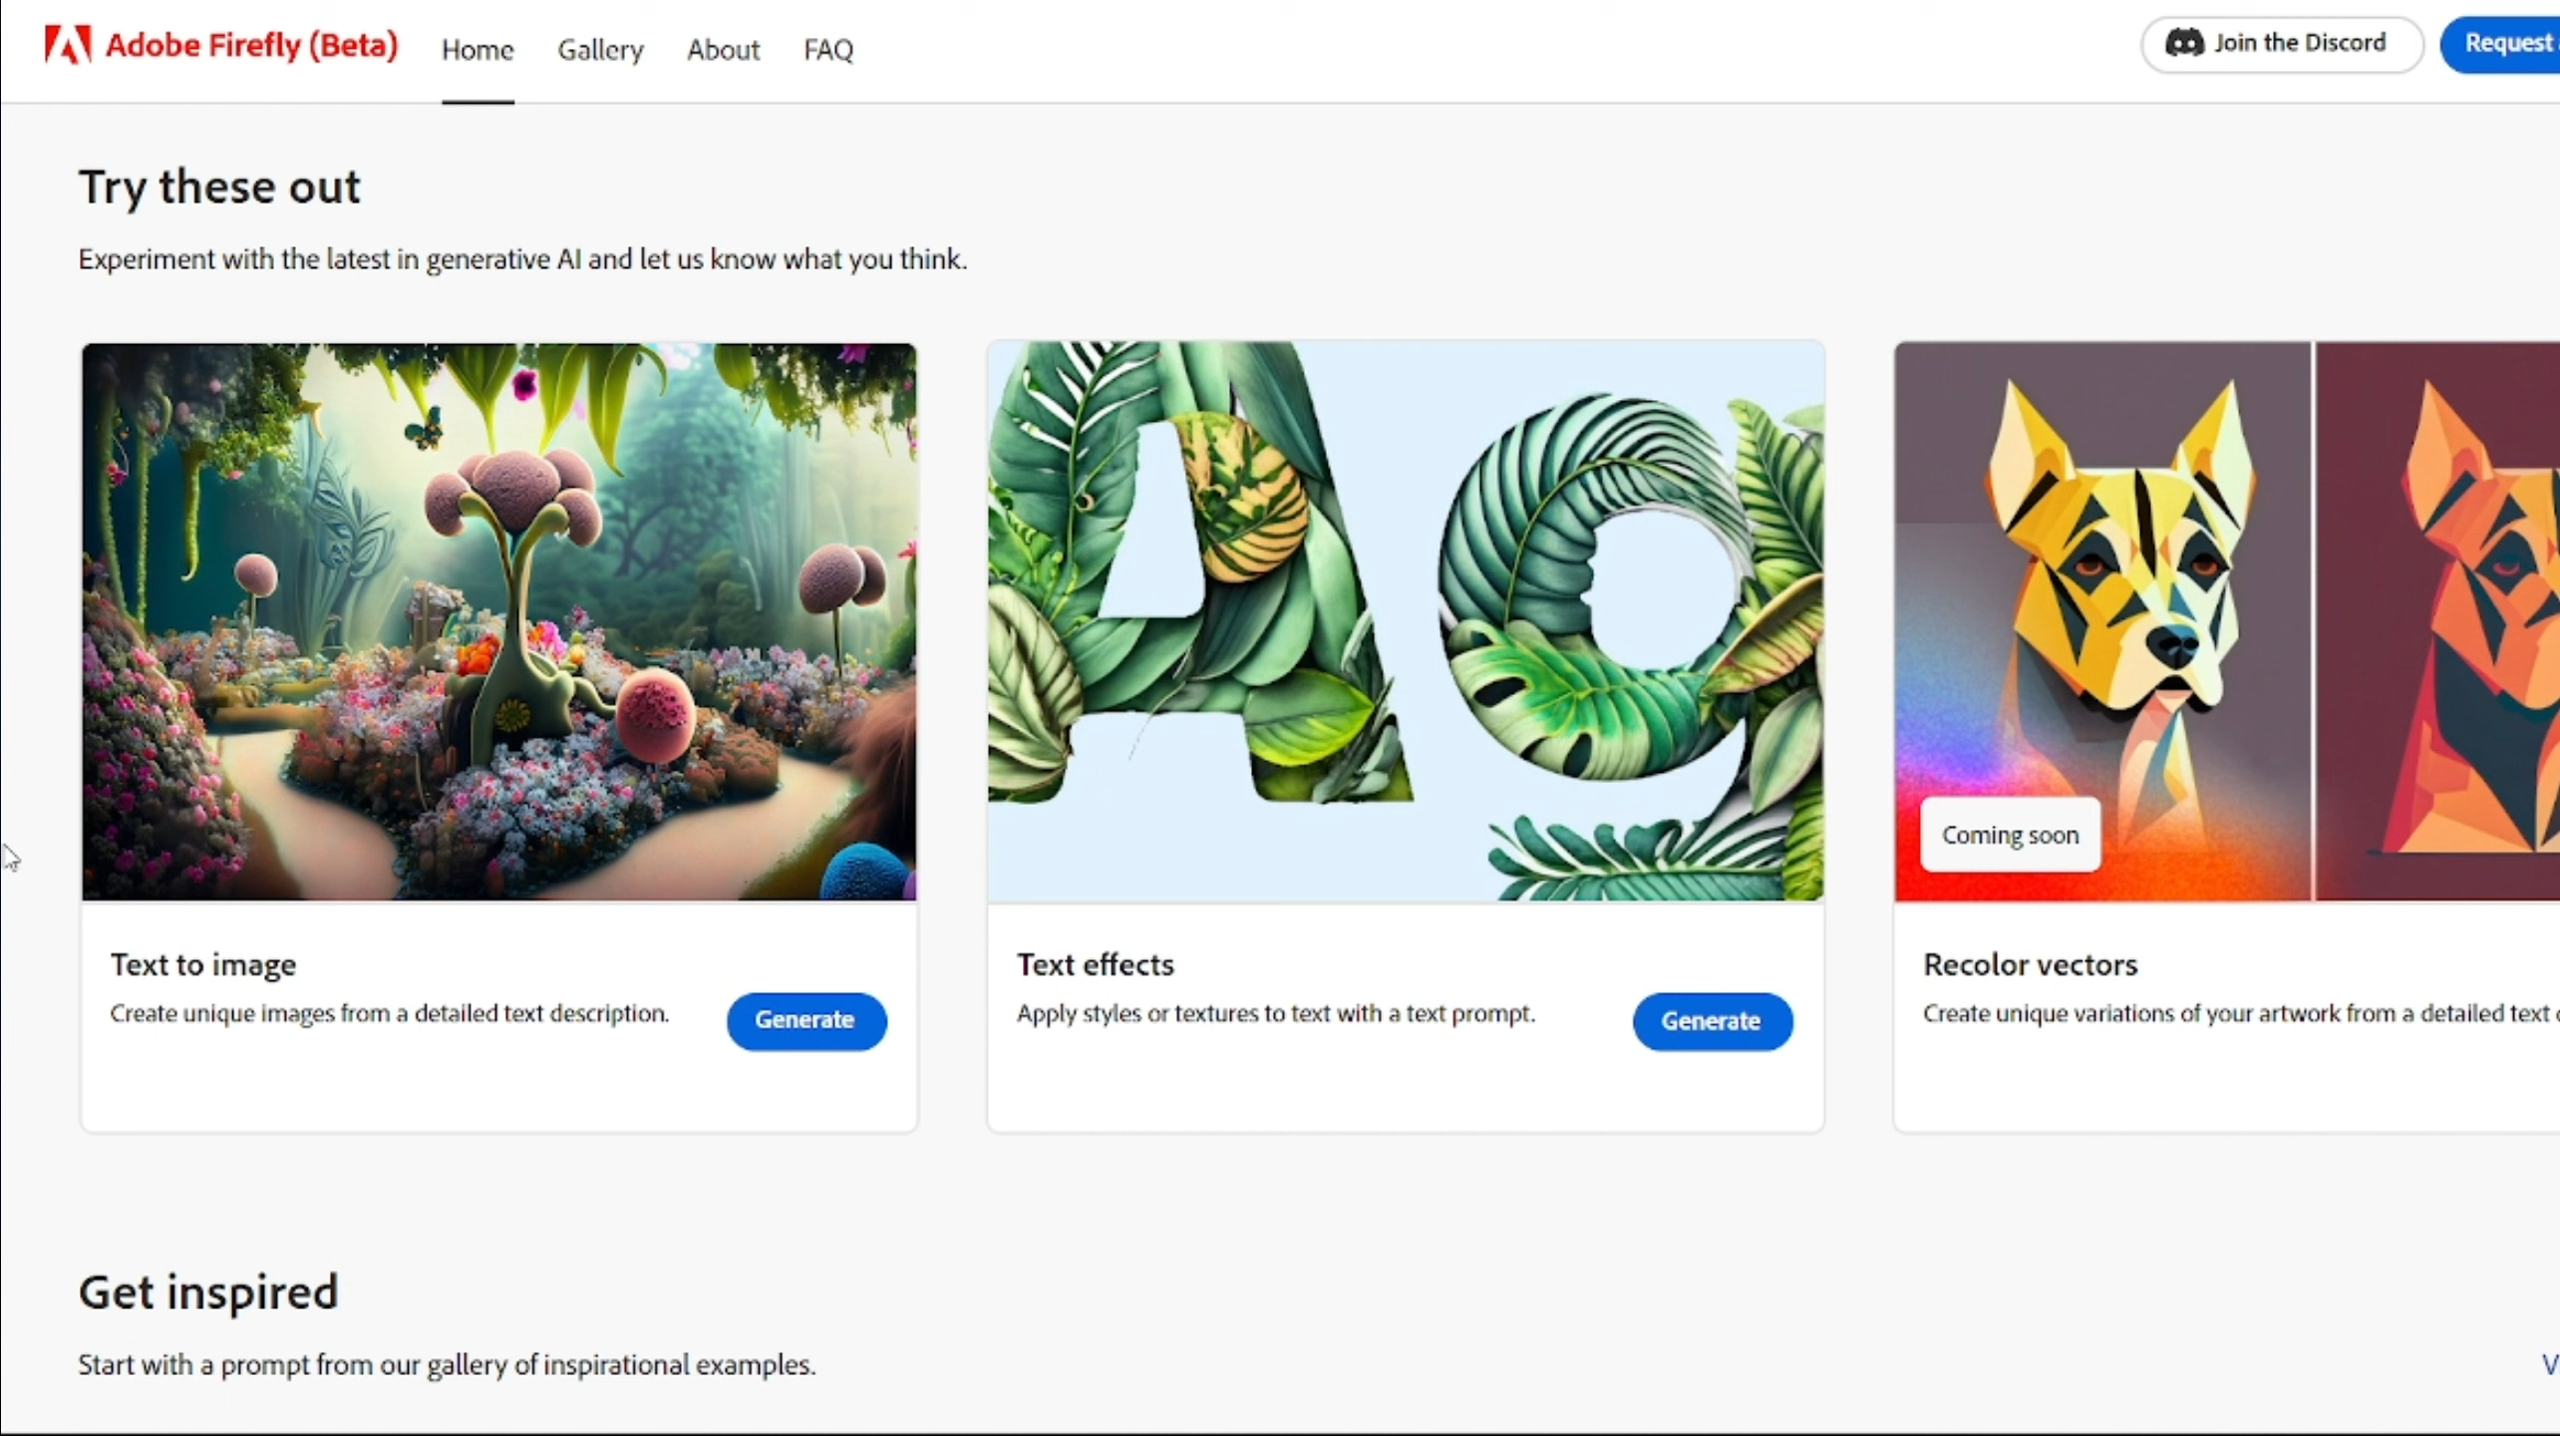 Adobe Firefly (Beta) Home Gallery About FAQ Join the Discord Request
Try these out
Experiment with the latest in generative AI and let us know what you think.
Ag
Coming soon
Text to image
Create unique images from a detailed text description.
Generate
Text effects
Apply styles or textures to text with a text prompt.
Generate
Recolor vectors
Create unique variations of your artwork from a detailed text
Get inspired
Start with a prompt from our gallery of inspirational examples.